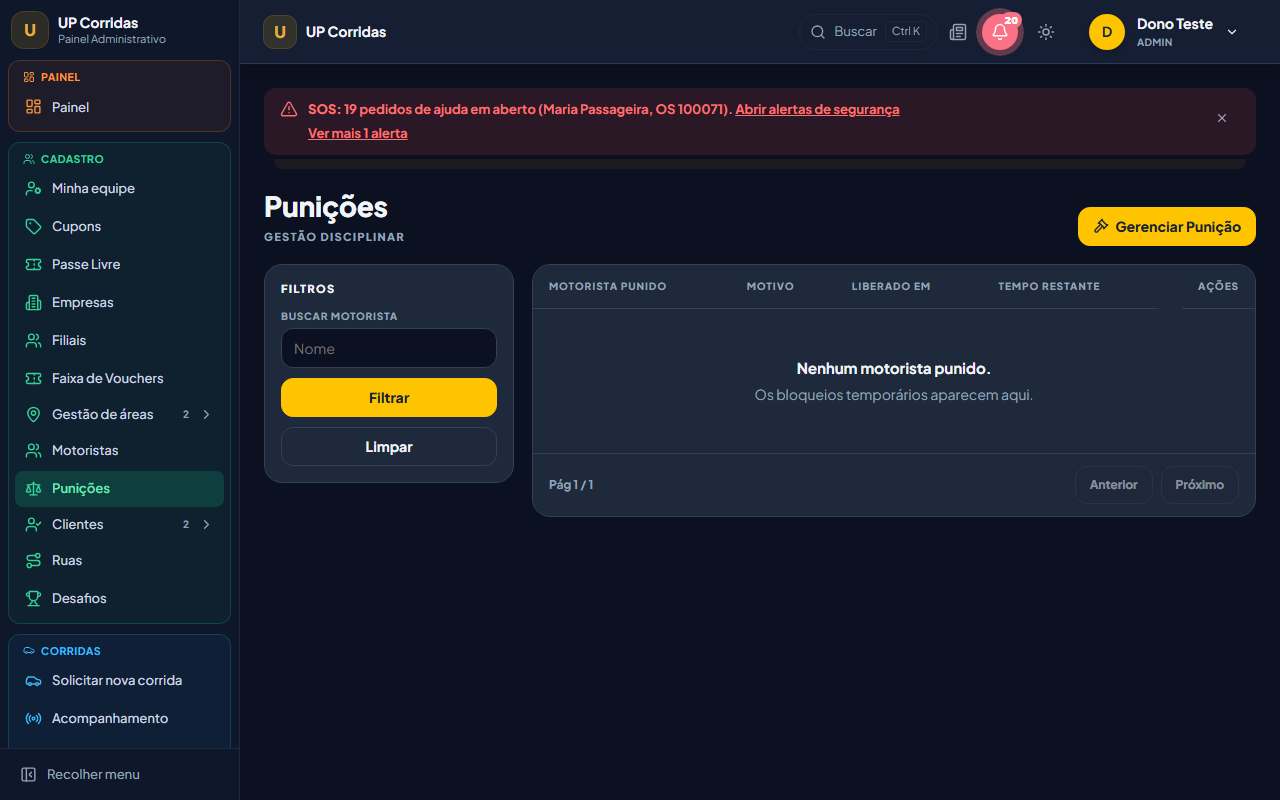 U
UP Corridas
Painel Administrativo
PAINEL
Painel
CADASTRO
Minha equipe
Cupons
Passe Livre
Empresas
Filiais
Faixa de Vouchers
Gestão de áreas 2
Motoristas
Punições
Clientes 2
Ruas
Desafios
CORRIDAS
Solicitar nova corrida
Acompanhamento
Recolher menu
U UP Corridas
Buscar Ctrl K
20
D
Dono Teste
ADMIN
SOS: 19 pedidos de ajuda em aberto (Maria Passageira, OS 100071). Abrir alertas de segurança
Ver mais 1 alerta
Punições
GESTÃO DISCIPLINAR
Gerenciar Punição
FILTROS
BUSCAR MOTORISTA
Nome
Filtrar
Limpar
MOTORISTA PUNIDO MOTIVO LIBERADO EM TEMPO RESTANTE AÇÕES
Nenhum motorista punido.
Os bloqueios temporários aparecem aqui.
Pág 1 / 1 Anterior Próximo